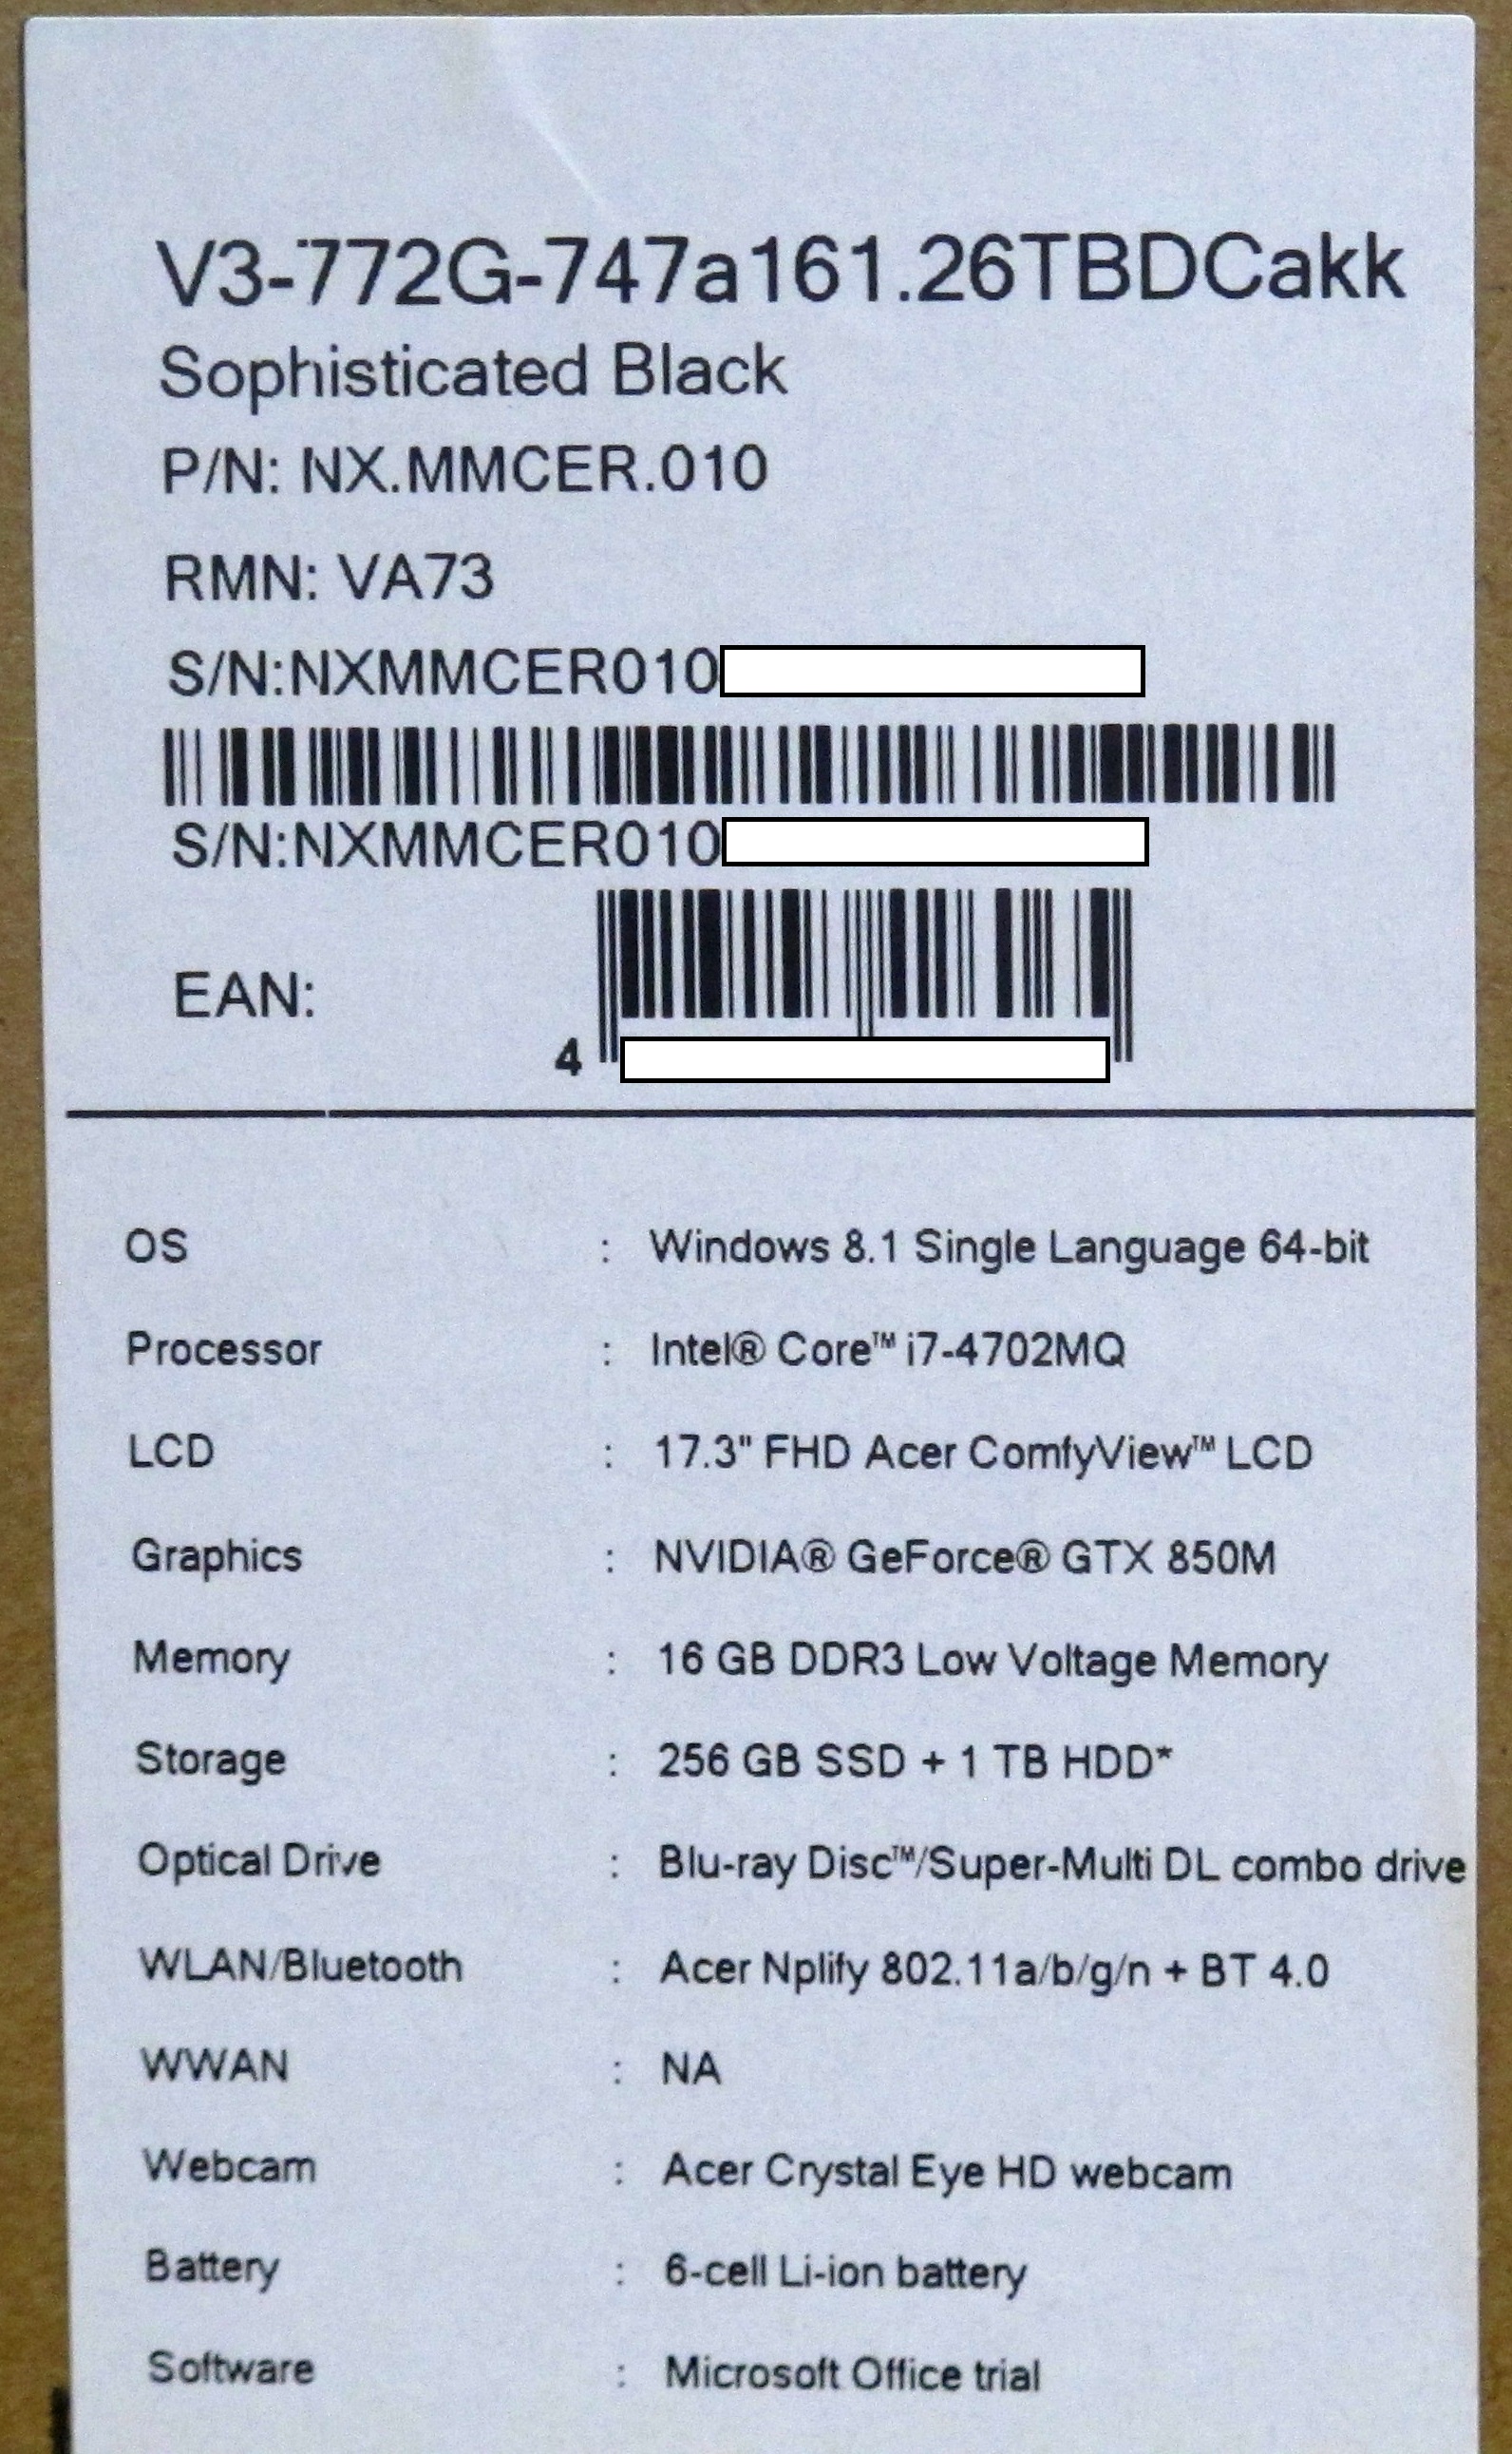 V3-772G-747a161.26TBDCakk
Sophisticated Black
P/N: NX.MMCER.010
RMN: VA73
S/N:NXMMCER010
S/N:NXMMCER010
EAN:
4
OS : Windows 8.1 Single Language 64-bit
Processor : Intel® Core™ i7-4702MQ
LCD : 17.3" FHD Acer ComfyView™ LCD
Graphics : NVIDIA® GeForce® GTX 850M
Memory : 16 GB DDR3 Low Voltage Memory
Storage : 256 GB SSD + 1 TB HDD*
Optical Drive : Blu-ray Disc™/Super-Multi DL combo drive
WLAN/Bluetooth : Acer Nplify 802.11a/b/g/n + BT 4.0
WWAN : NA
Webcam : Acer Crystal Eye HD webcam
Battery : 6-cell Li-ion battery
Software : Microsoft Office trial